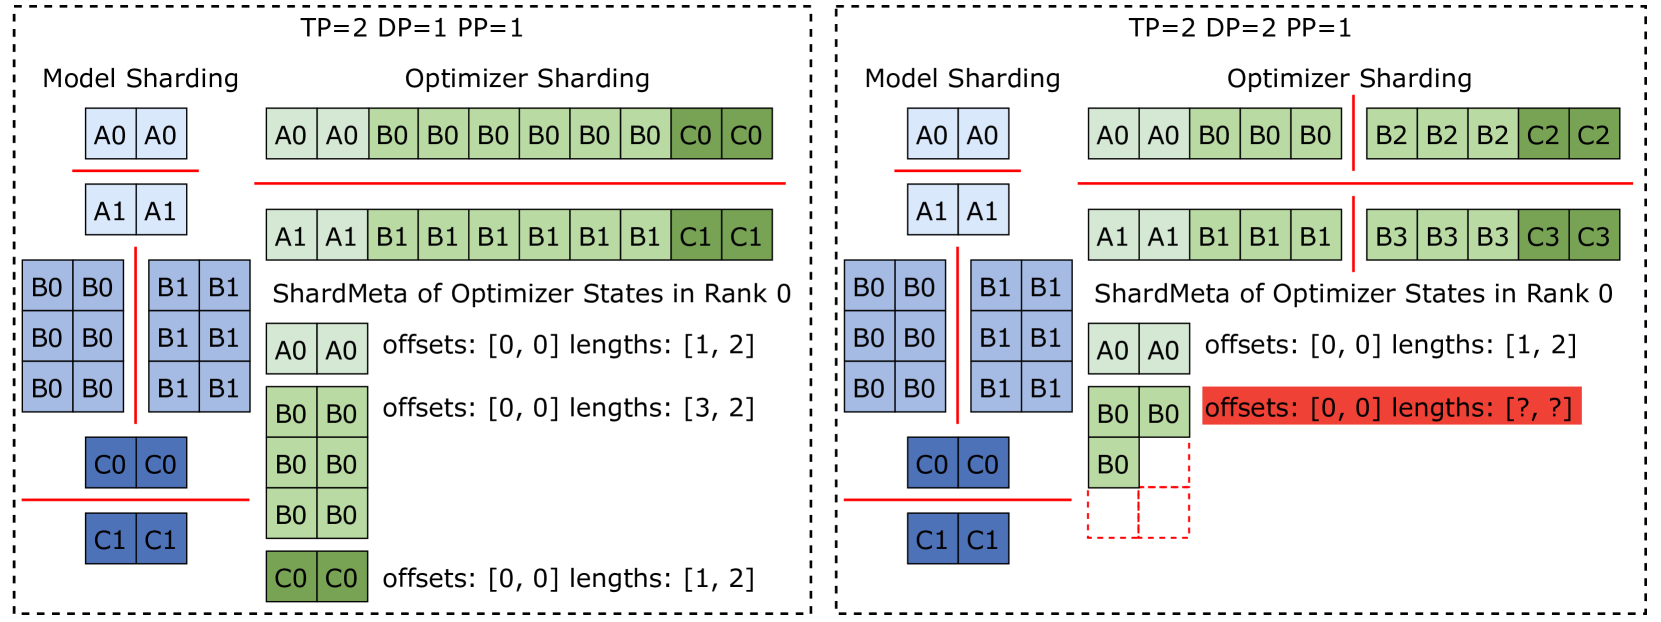 TP=2 DP=1 PP=1
Model Sharding
Optimizer Sharding
A0 A0
A1 A1
B0 B0 B1 B1
B0 B0 B1 B1
B0 B0 B1 B1
C0 C0
C1 C1
A0 A0 B0 B0 B0 B0 B0 B0 C0 C0
A1 A1 B1 B1 B1 B1 B1 B1 C1 C1
ShardMeta of Optimizer States in Rank 0
A0 A0 offsets: [0, 0] lengths: [1, 2]
B0 B0 offsets: [0, 0] lengths: [3, 2]
B0 B0
B0 B0
C0 C0 offsets: [0, 0] lengths: [1, 2]
TP=2 DP=2 PP=1
Model Sharding
Optimizer Sharding
A0 A0
A1 A1
B0 B0 B1 B1
B0 B0 B1 B1
B0 B0 B1 B1
C0 C0
C1 C1
A0 A0 B0 B0 B0 B2 B2 B2 C2 C2
A1 A1 B1 B1 B1 B3 B3 B3 C3 C3
ShardMeta of Optimizer States in Rank 0
A0 A0 offsets: [0, 0] lengths: [1, 2]
B0 B0 offsets: [0, 0] lengths: [?, ?]
B0